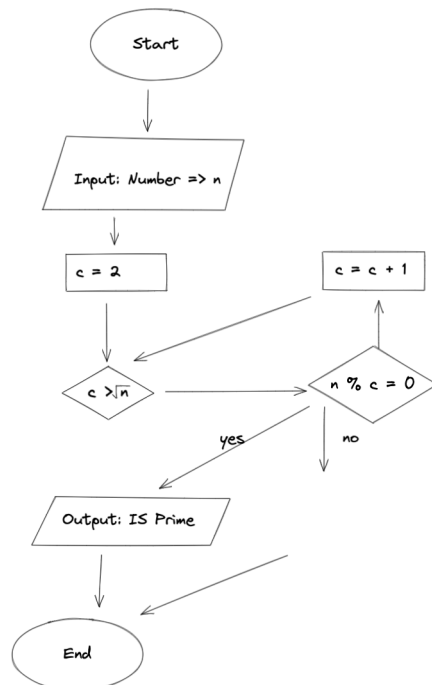 Start
Input: Number => n
c = 2
c = c + 1
c >√n
n % c = 0
yes
no
Output: IS Prime
End